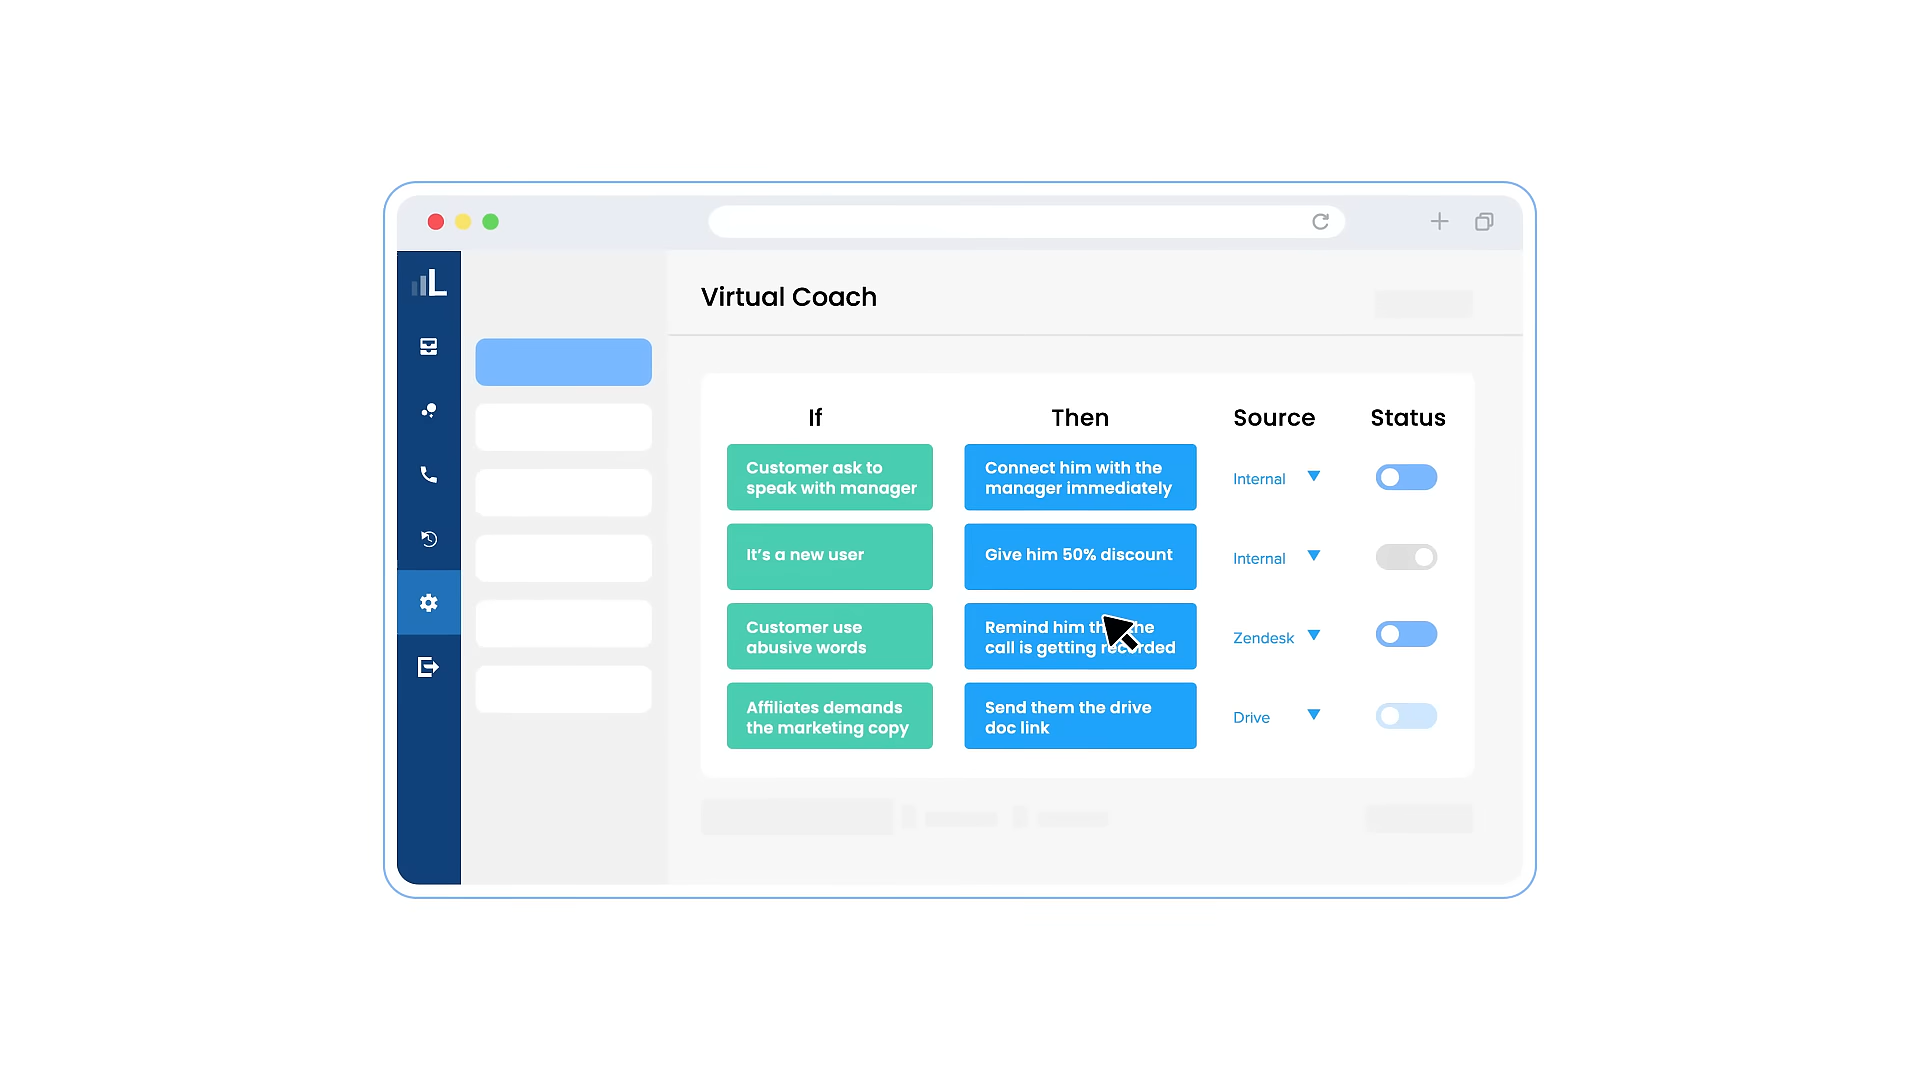 Virtual Coach
If
Then
Source
Status
Customer ask to
speak with manager
Connect him with the
manager immediately
Internal
It's a new user
Give him 50% discount
Internal
Customer use
abusive words
Remind him
call is getting recorded
Zendesk
Affiliates demands
the marketing copy
Send them the drive
doc link
Drive